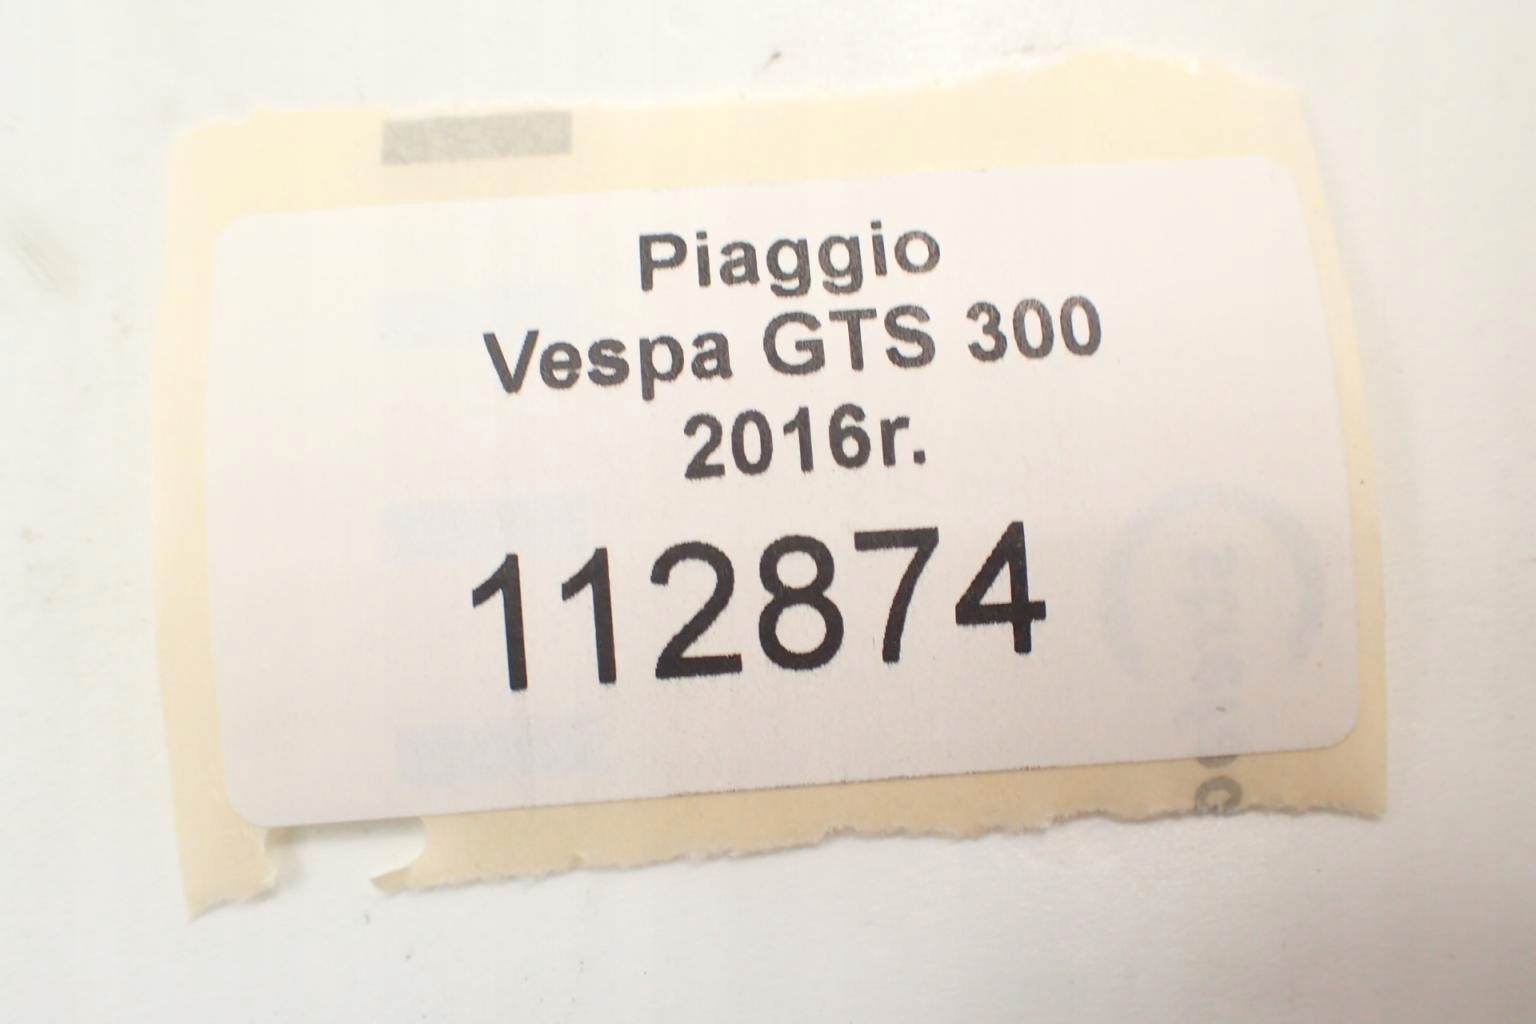 Piaggio
Vespa GTS 300
2016r.
112874